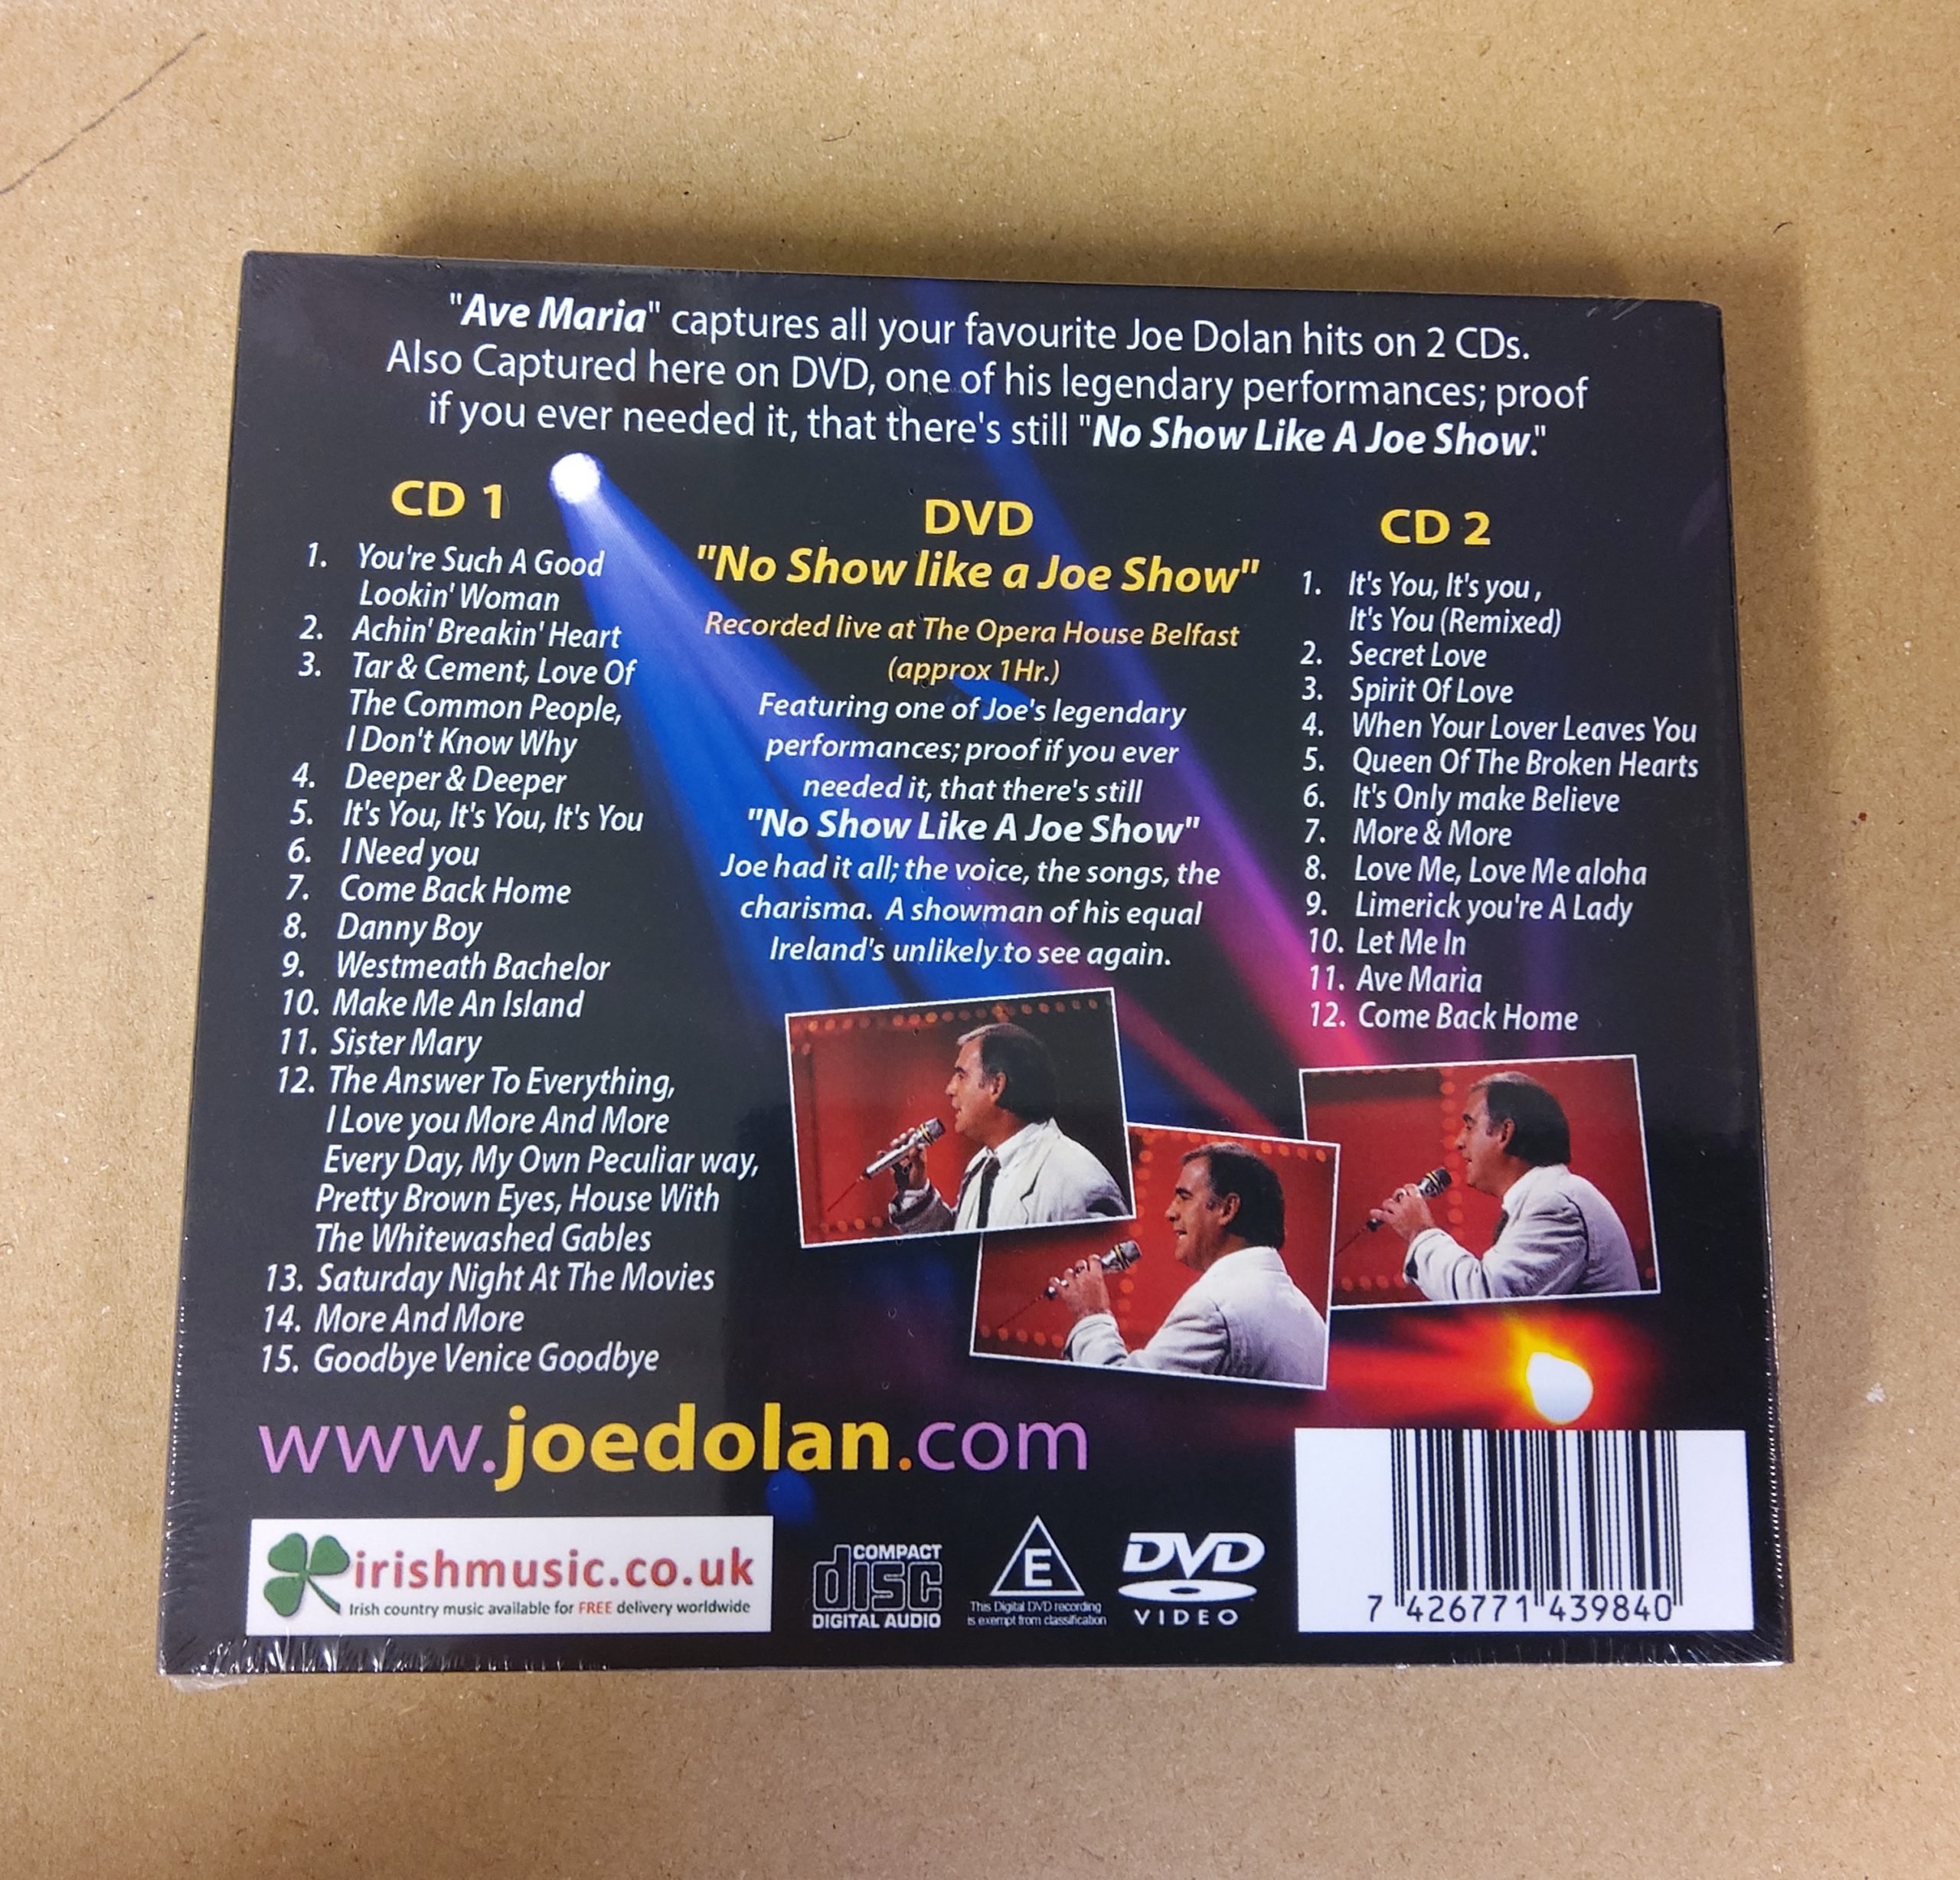 "Ave Maria" captures all your favourite Joe Dolan hits on 2 CDs.
Also Captured here on DVD, one of his legendary performances; proof
if you ever needed it, that there's still "No Show Like A Joe Show."
CD 1
1. You're Such A Good
Lookin' Woman
2. Achin' Breakin' Heart
3. Tar & Cement, Love Of
The Common People,
I Don't Know Why
4. Deeper & Deeper
5. It's You, It's You, It's You
6. I Need you
7. Come Back Home
8. Danny Boy
9. Westmeath Bachelor
10. Make Me An Island
11. Sister Mary
12. The Answer To Everything,
I Love you More And More
Every Day, My Own Peculiar way,
Pretty Brown Eyes, House With
The Whitewashed Gables
13. Saturday Night At The Movies
14. More And More
15. Goodbye Venice Goodbye
DVD
"No Show like a Joe Show"
Recorded live at The Opera House Belfast
(approx 1Hr.)
Featuring one of Joe's legendary
performances; proof if you ever
needed it, that there's still
"No Show Like A Joe Show"
Joe had it all; the voice, the songs, the
charisma. A showman of his equal
Ireland's unlikely to see again.
CD 2
1. It's You, It's you,
It's You (Remixed)
2. Secret Love
3. Spirit Of Love
4. When Your Lover Leaves You
5. Queen Of The Broken Hearts
6. It's Only make Believe
7. More & More
8. Love Me, Love Me aloha
9. Limerick you're A Lady
10. Let Me In
11. Ave Maria
12. Come Back Home
www.joedolan.com
irishmusic.co.uk
Irish country music available for FREE delivery worldwide
COMPACT
disc
DIGITAL AUDIO
E
This Digital DVD recording
is exempt from classification
DVD
VIDEO
7 426771 439840